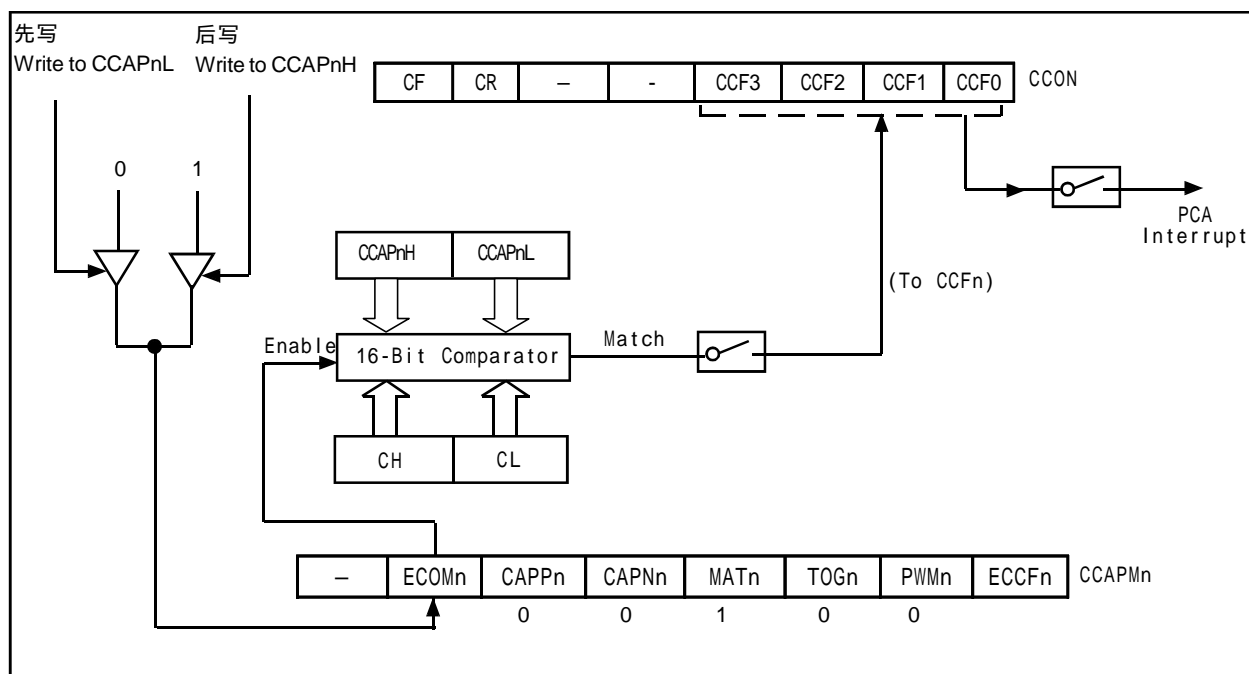 先写
后写
Write to CCAPnL
Write to CCAPnH
CF CR – - CCF3 CCF2 CCF1 CCF0 CCON
0 1
PCA
Interrupt
CCAPnH CCAPnL
(To CCFn)
Enable 16-Bit Comparator Match
CH CL
– ECOMn CAPPn CAPNn MATn TOGn PWMn ECCFn CCAPMn
0 0 1 0 0